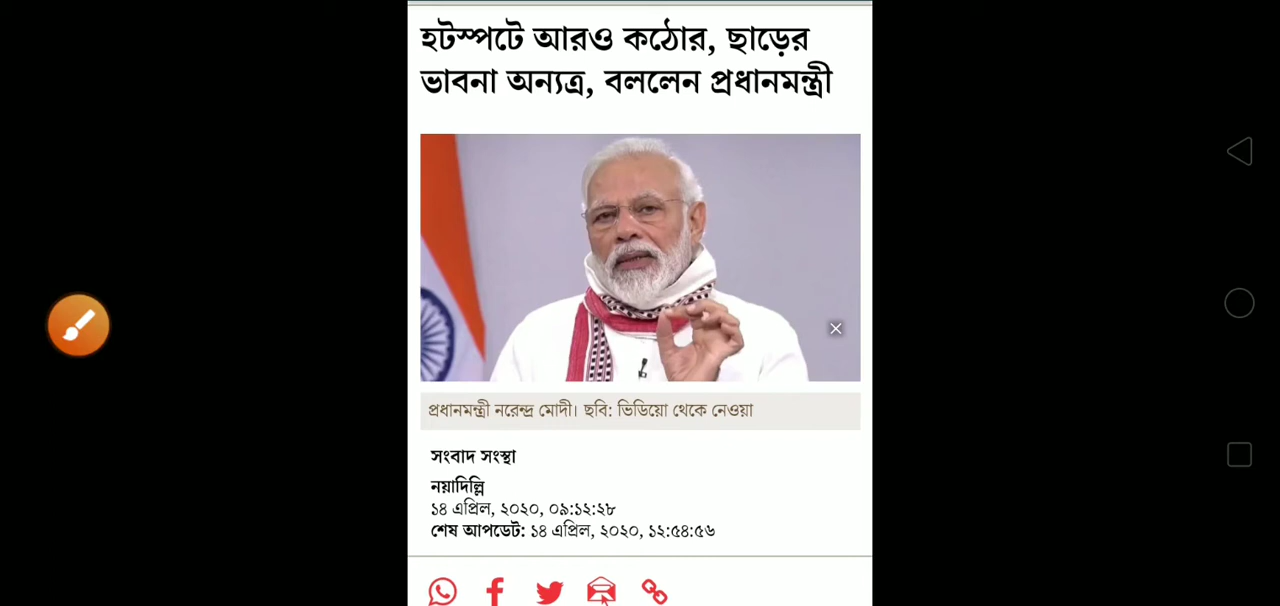 হটস্পটে আরও কঠোর, ছাড়ের
ভাবনা অন্যত্র, বললেন প্রধানমন্ত্রী
প্রধানমন্ত্রী নরেন্দ্র মোদী। ছবি: ভিডিয়ো থেকে নেওয়া
সংবাদ সংস্থা
নয়াদিল্লি
১৪ এপ্রিল, ২০২০, ০৯:১২:২৮
শেষ আপডেট: ১৪ এপ্রিল, ২০২০, ১২:৫৪:৫৬